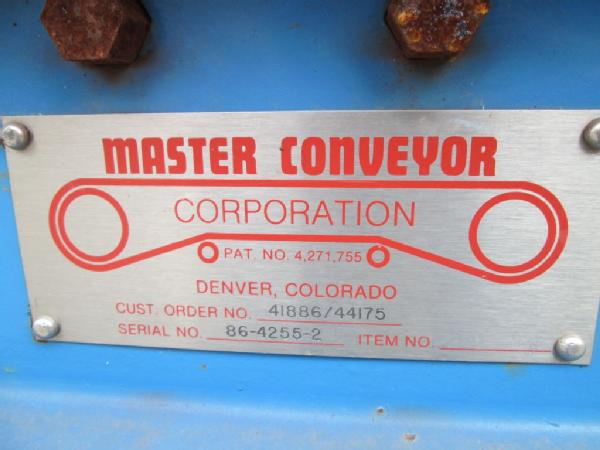 MASTER CONVEYOR
CORPORATION
PAT. NO. 4,271,755
DENVER, COLORADO
CUST. ORDER NO. 41886/44175
SERIAL NO. 86-4255-2 ITEM NO.